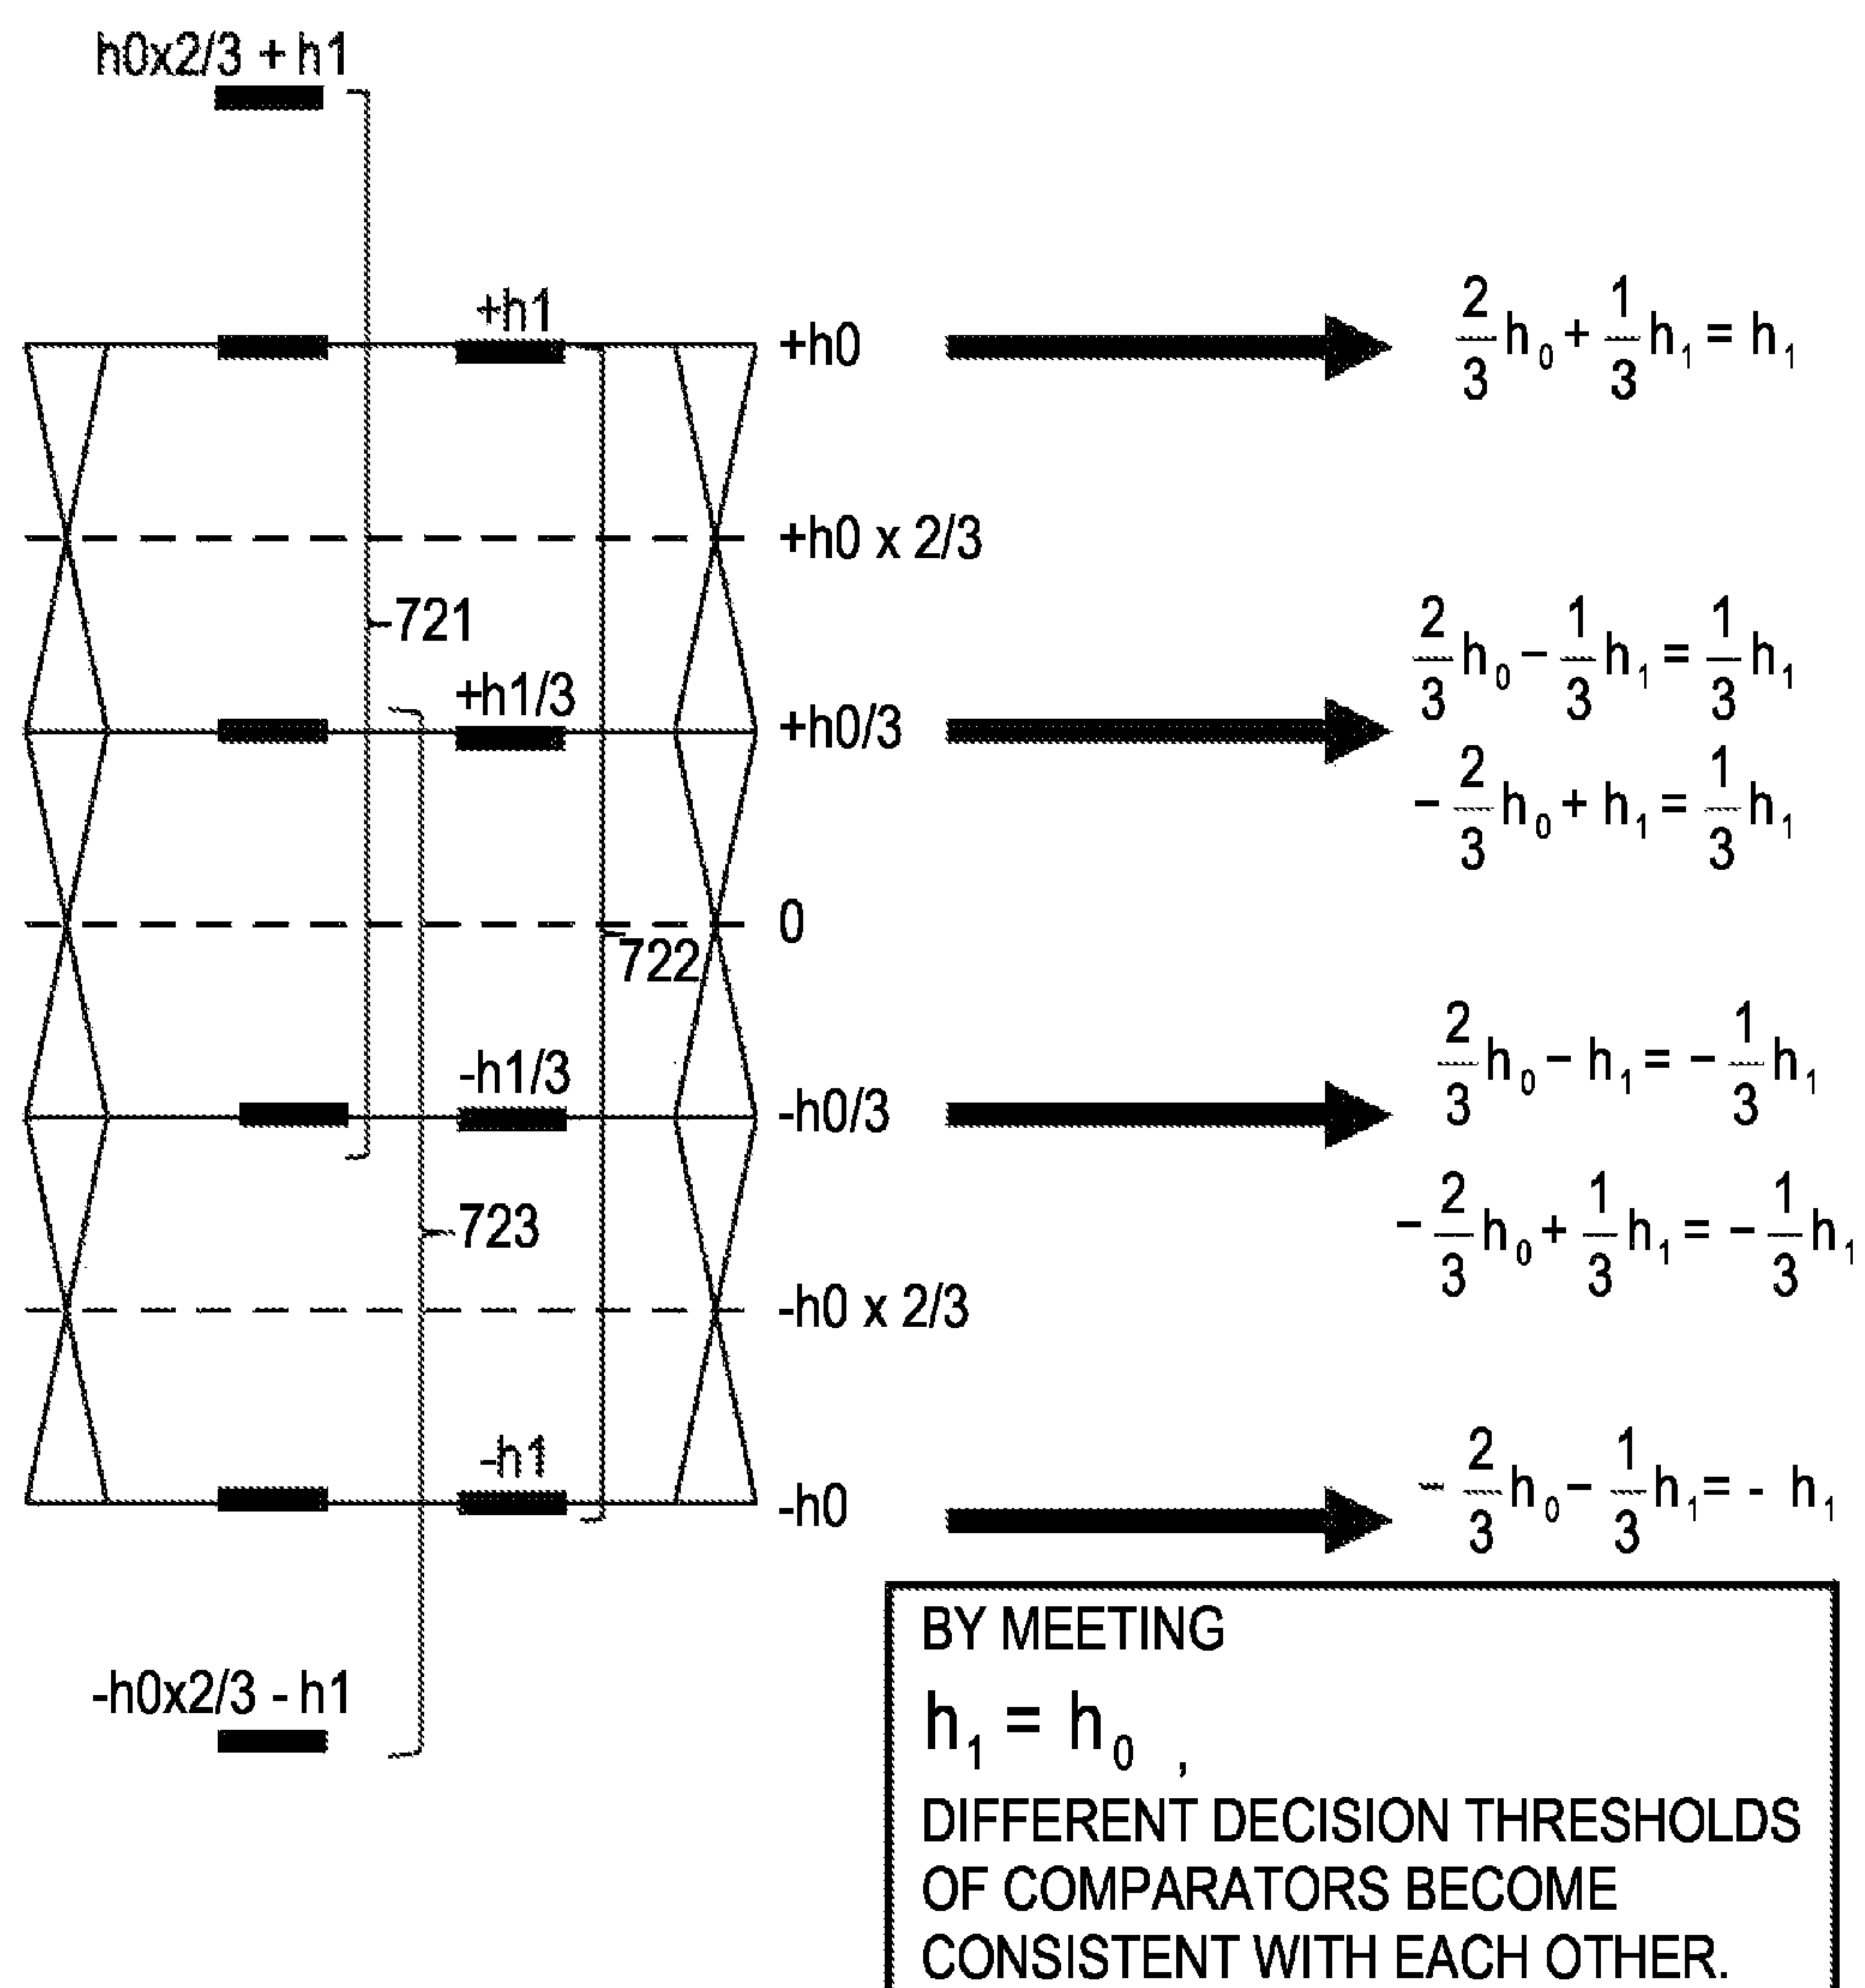 h0x2/3 + h1
+h1
+h0
2/3 h₀ + 1/3 h₁ = h₁
+h0 x 2/3
721
+h1/3
+h0/3
2/3 h₀ − 1/3 h₁ = 1/3 h₁
− 2/3 h₀ + h₁ = 1/3 h₁
0
722
-h1/3
-h0/3
2/3 h₀ − h₁ = − 1/3 h₁
− 2/3 h₀ + 1/3 h₁ = − 1/3 h₁
723
-h0 x 2/3
-h1
-h0
− 2/3 h₀ − 1/3 h₁ = - h₁
-h0x2/3 - h1
BY MEETING
h₁ = h₀ ,
DIFFERENT DECISION THRESHOLDS
OF COMPARATORS BECOME
CONSISTENT WITH EACH OTHER.